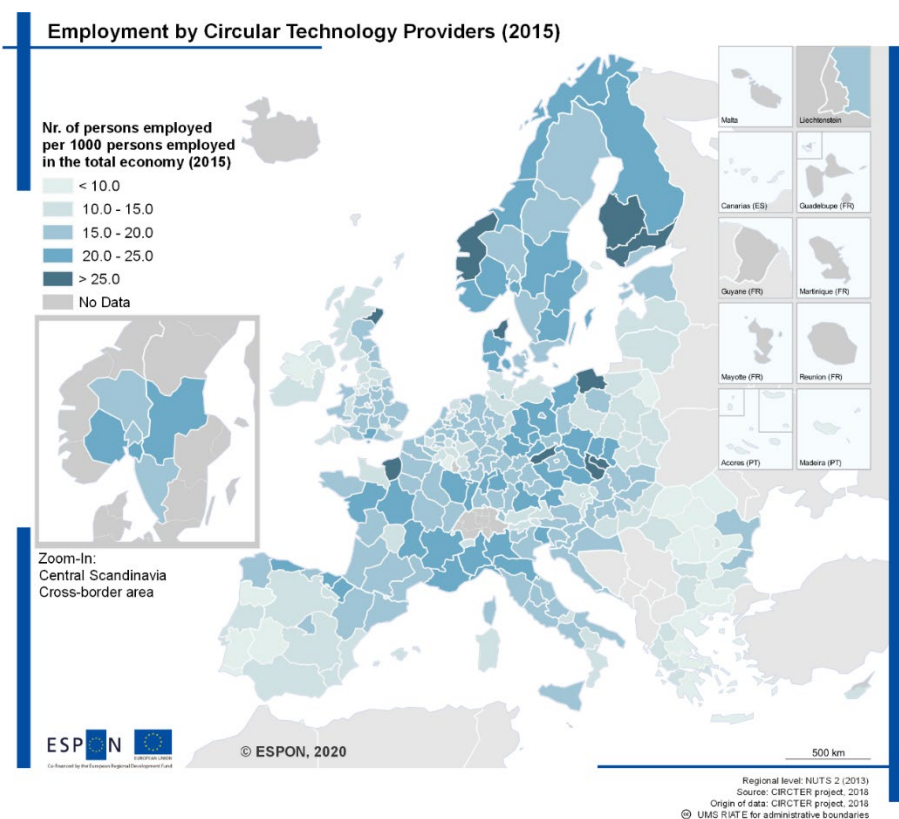 Employment by Circular Technology Providers (2015)
Nr. of persons employed
per 1000 persons employed
in the total economy (2015)
< 10.0
10.0 - 15.0
15.0 - 20.0
20.0 - 25.0
> 25.0
No Data
Malta
Liechtenstein
Canarias (ES)
Guadeloupe (FR)
Guyane (FR)
Martinique (FR)
Mayotte (FR)
Reunion (FR)
Acores (PT)
Madeira (PT)
Zoom-In:
Central Scandinavia
Cross-border area
ESPON
EUROPEAN UNION
Co-financed by the European Regional Development Fund
© ESPON, 2020
500 km
Regional level: NUTS 2 (2013)
Source: CIRCTER project, 2018
Origin of data: CIRCTER project, 2018
UMS RIATE for administrative boundaries